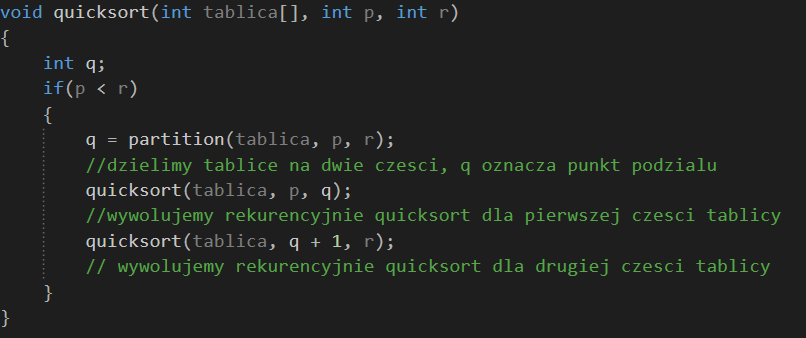 void quicksort(int tablica[], int p, int r)
{
    int q;
    if(p < r)
    {
        q = partition(tablica, p, r);
        //dzielimy tablice na dwie czesci, q oznacza punkt podzialu
        quicksort(tablica, p, q);
        //wywolujemy rekurencyjnie quicksort dla pierwszej czesci tablicy
        quicksort(tablica, q + 1, r);
        // wywolujemy rekurencyjnie quicksort dla drugiej czesci tablicy
    }
}